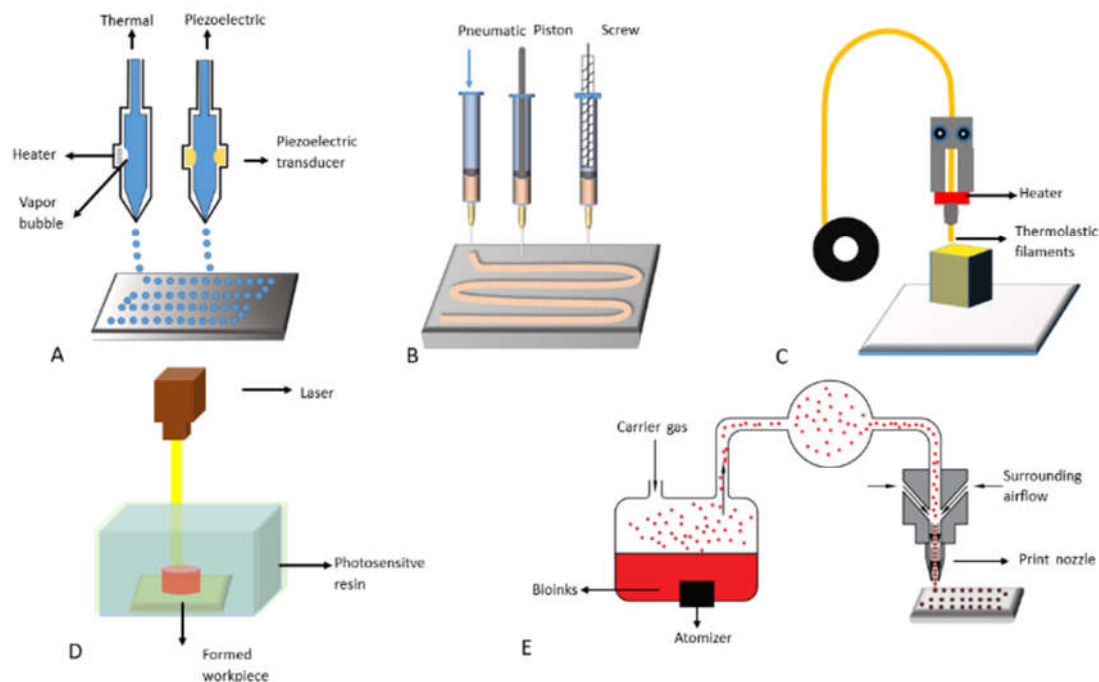 Thermal
Piezoelectric
Heater
Vapor
bubble
Piezoelectric
transducer
A
Pneumatic Piston Screw
B
Heater
Thermolastic
filaments
C
Laser
Photosensitve
resin
Formed
workpiece
D
Carrier gas
Surrounding
airflow
Print nozzle
Bioinks
Atomizer
E